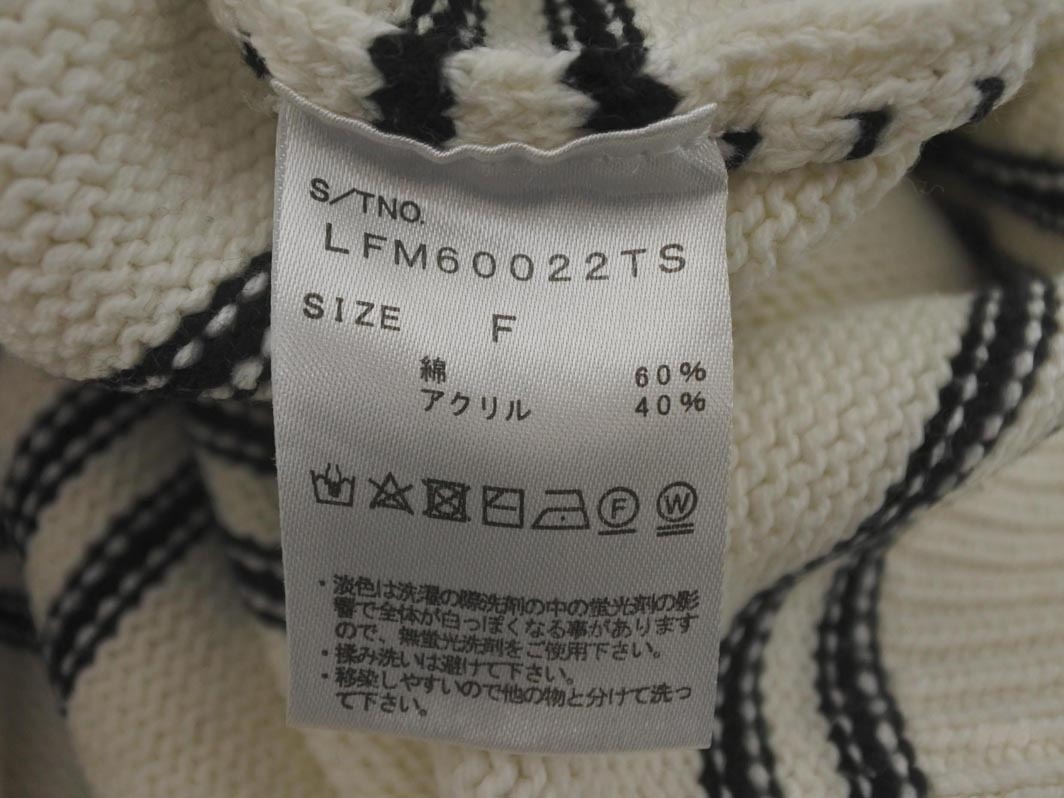 S/TNO.
LFM60022TS
SIZE F
綿 60%
アクリル 40%
F W
・淡色は洗濯の際洗剤の中の蛍光剤の影
響で全体が白っぽくなる事があります
ので、無蛍光洗剤をご使用下さい。
・揉み洗いは避けて下さい。
・移染しやすいので他の物と分けて洗っ
て下さい。